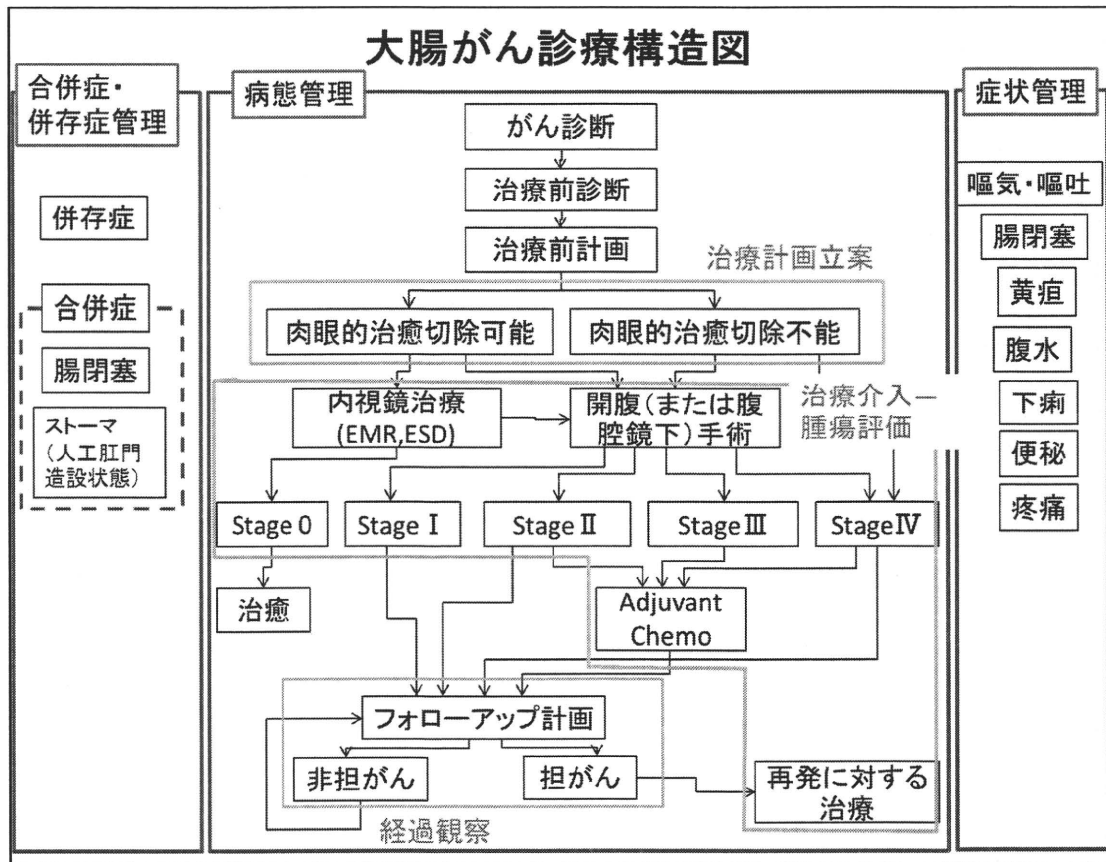 大腸がん診療構造図
合併症・
併存症管理
併存症
合併症
腸閉塞
ストーマ
（人工肛門
造設状態）
病態管理
がん診断
治療前診断
治療前計画
治療計画立案
肉眼的治癒切除可能
肉眼的治癒切除不能
内視鏡治療
(EMR,ESD)
開腹（または腹
腔鏡下）手術
治療介入—
腫瘍評価
Stage 0
Stage Ⅰ
Stage Ⅱ
Stage Ⅲ
Stage Ⅳ
治癒
Adjuvant
Chemo
フォローアップ計画
非担がん
担がん
再発に対する
治療
経過観察
症状管理
嘔気・嘔吐
腸閉塞
黄疸
腹水
下痢
便秘
疼痛